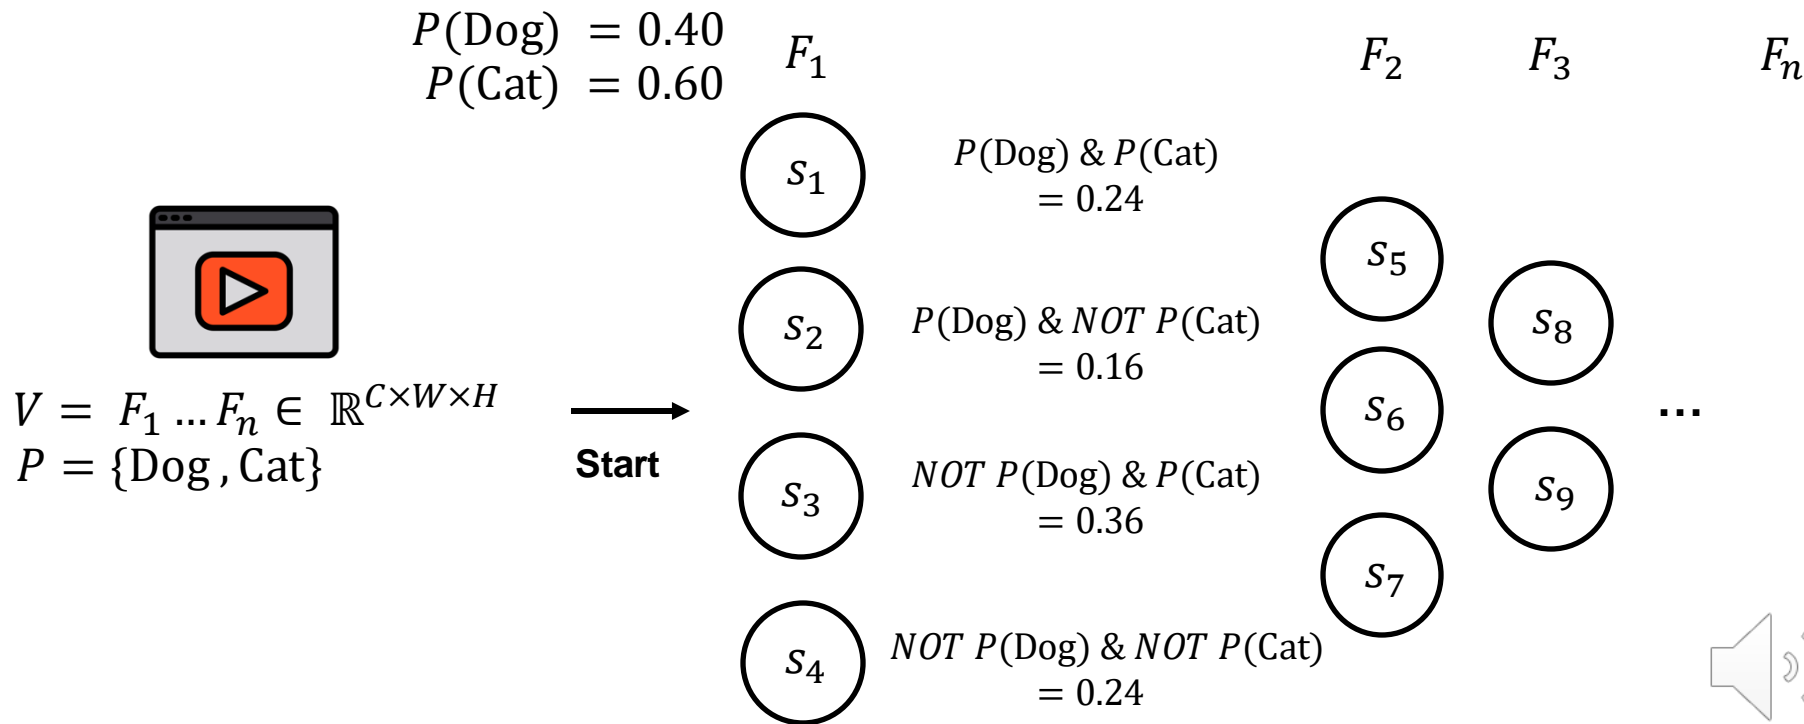 P(Dog) = 0.40
P(Cat) = 0.60
F₁
F₂
F₃
Fₙ
s₁
P(Dog) & P(Cat)
= 0.24
s₂
P(Dog) & NOT P(Cat)
= 0.16
s₃
NOT P(Dog) & P(Cat)
= 0.36
s₄
NOT P(Dog) & NOT P(Cat)
= 0.24
s₅
s₆
s₇
s₈
s₉
...
V = F₁ … Fₙ ∈ ℝ^{C×W×H}
P = {Dog , Cat}
Start